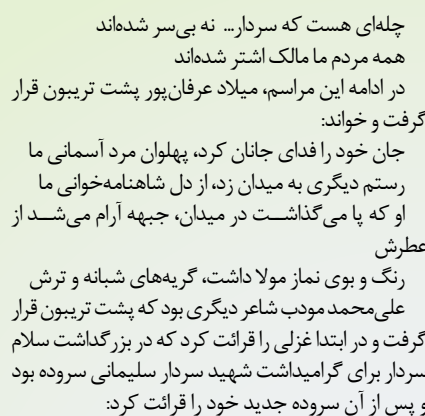 چله‌ای هست که سردار... نه بی‌سر شده‌اند
همه مردم ما مالک اشتر شده‌اند
در ادامه این مراسم، میلاد عرفان‌پور پشت تریبون قرار
گرفت و خواند:
جان خود را فدای جانان کرد، پهلوان مرد آسمانی ما
رستم دیگری به میدان زد، از دل شاهنامه‌خوانی ما
او که پا می‌گذاشت در میدان، جبهه آرام می‌شد از
عطرش
رنگ و بوی نماز مولا داشت، گریه‌های شبانه و ترش
علی‌محمد مودب شاعر دیگری بود که پشت تریبون قرار
گرفت و در ابتدا غزلی را قرائت کرد که در بزرگداشت سلام
سردار برای گرامیداشت شهید سردار سلیمانی سروده بود
و پس از آن سروده جدید خود را قرائت کرد: